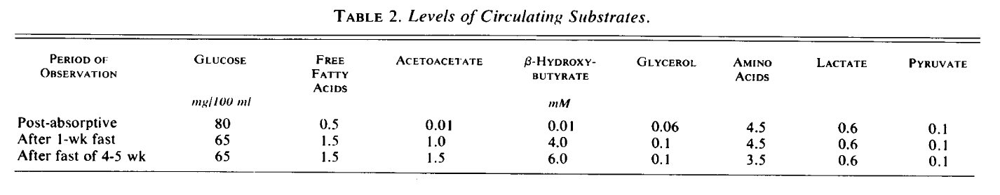 TABLE 2. Levels of Circulating Substrates.
PERIOD OF OBSERVATION GLUCOSE FREE FATTY ACIDS ACETOACETATE β-HYDROXY-BUTYRATE GLYCEROL AMINO ACIDS LACTATE PYRUVATE
mg/100 ml mM
Post-absorptive 80 0.5 0.01 0.01 0.06 4.5 0.6 0.1
After 1-wk fast 65 1.5 1.0 4.0 0.1 4.5 0.6 0.1
After fast of 4-5 wk 65 1.5 1.5 6.0 0.1 3.5 0.6 0.1